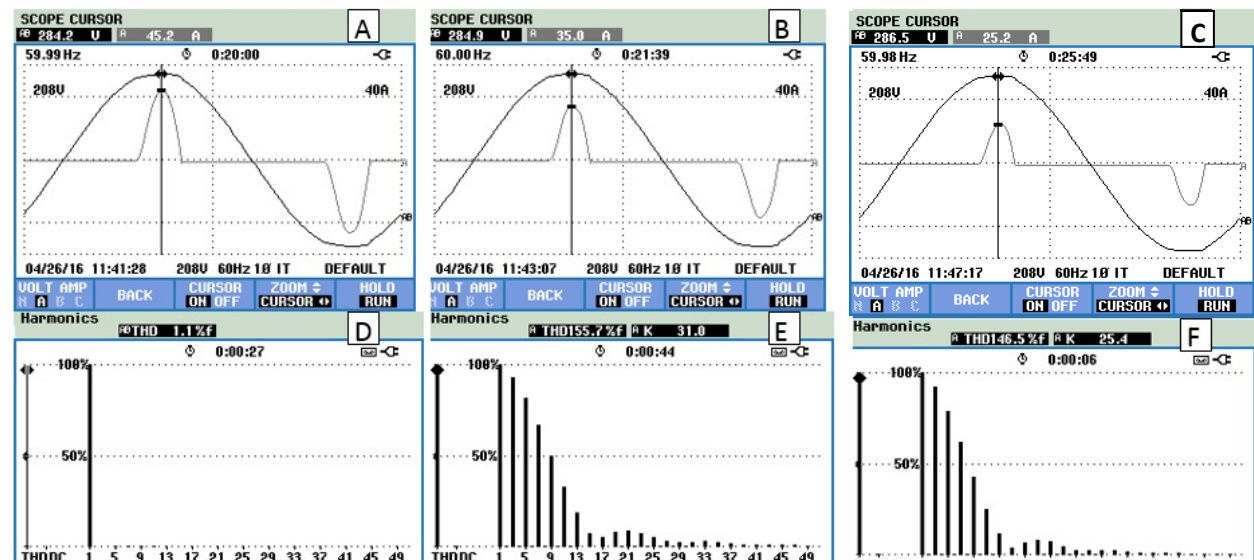 SCOPE CURSOR
AB 284.2 V A 45.2 A
A
59.99 Hz 0:20:00
208V 40A
A
AB
04/26/16 11:41:28 208V 60Hz 1Ø IT DEFAULT
VOLT AMP
N A B C
BACK
CURSOR
ON OFF
ZOOM
CURSOR
HOLD
RUN
SCOPE CURSOR
AB 284.9 V A 35.0 A
B
60.00 Hz 0:21:39
208V 40A
A
AB
04/26/16 11:43:07 208V 60Hz 1Ø IT DEFAULT
VOLT AMP
N A B C
BACK
CURSOR
ON OFF
ZOOM
CURSOR
HOLD
RUN
SCOPE CURSOR
AB 286.5 V A 25.2 A
C
59.98 Hz 0:25:49
208V 40A
A
AB
04/26/16 11:47:17 208V 60Hz 1Ø IT DEFAULT
VOLT AMP
N A B C
BACK
CURSOR
ON OFF
ZOOM
CURSOR
HOLD
RUN
Harmonics
AB THD 1.1%f
D
0:00:27
100%
50%
THDDC 1 5 9 13 17 21 25 29 33 37 41 45 49
Harmonics
A THD155.7%f A K 31.0
E
0:00:44
100%
50%
THDDC 1 5 9 13 17 21 25 29 33 37 41 45 49
Harmonics
A THD146.5%f A K 25.4
F
0:00:06
100%
50%